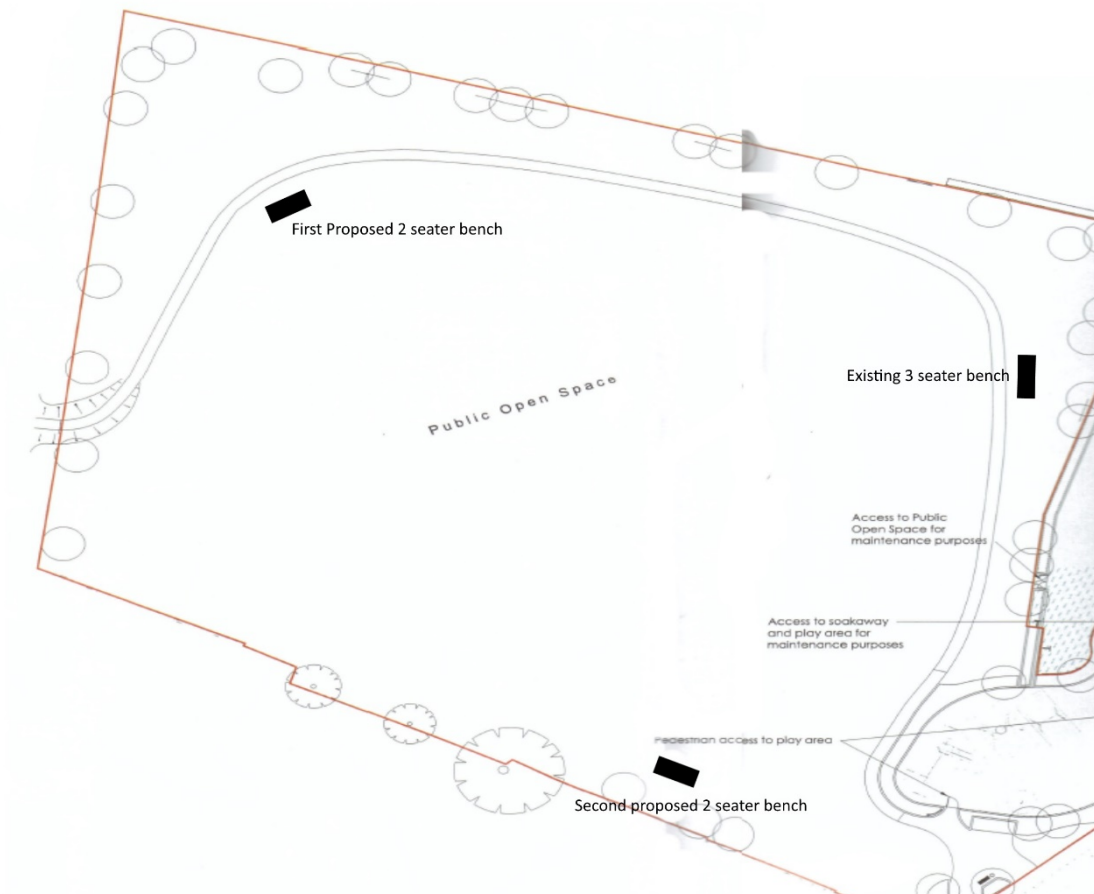 First Proposed 2 seater bench
Existing 3 seater bench
Public Open Space
Access to Public
Open Space for
maintenance purposes
Access to soakaway
and play area for
maintenance purposes
Pedestrian access to play area
Second proposed 2 seater bench